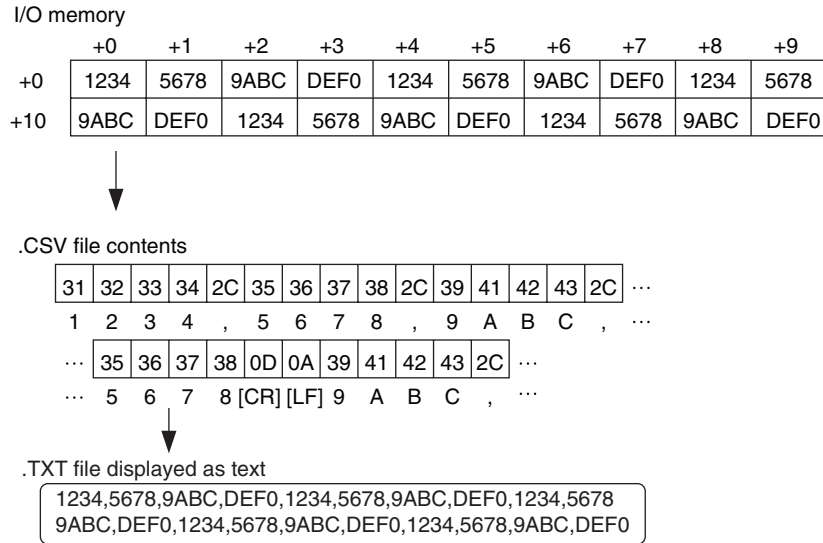 I/O memory
+0 +1 +2 +3 +4 +5 +6 +7 +8 +9
+0 1234 5678 9ABC DEF0 1234 5678 9ABC DEF0 1234 5678
+10 9ABC DEF0 1234 5678 9ABC DEF0 1234 5678 9ABC DEF0
.CSV file contents
31 32 33 34 2C 35 36 37 38 2C 39 41 42 43 2C ...
1 2 3 4 , 5 6 7 8 , 9 A B C , ...
... 35 36 37 38 0D 0A 39 41 42 43 2C ...
... 5 6 7 8 [CR] [LF] 9 A B C , ...
.TXT file displayed as text
1234,5678,9ABC,DEF0,1234,5678,9ABC,DEF0,1234,5678
9ABC,DEF0,1234,5678,9ABC,DEF0,1234,5678,9ABC,DEF0